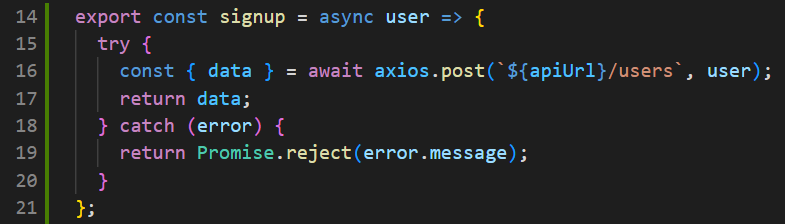 14 export const signup = async user => {
15   try {
16     const { data } = await axios.post(`${apiUrl}/users`, user);
17     return data;
18   } catch (error) {
19     return Promise.reject(error.message);
20   }
21 };